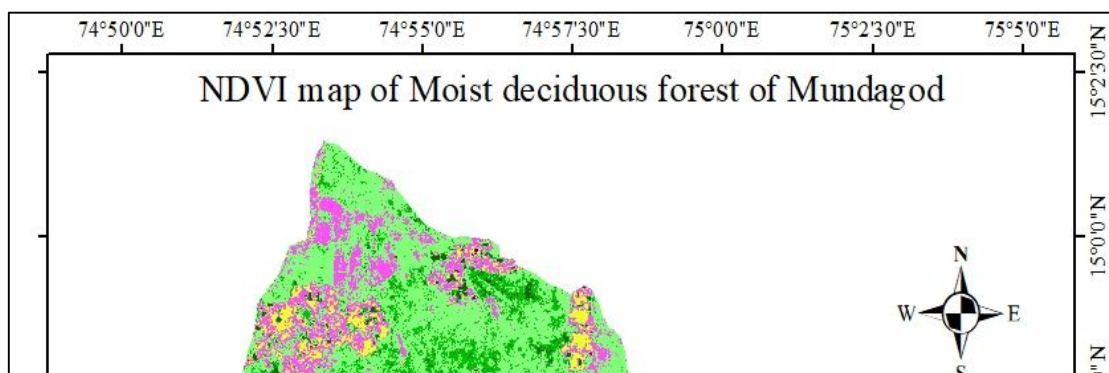 74°50'0"E 74°52'30"E 74°55'0"E 74°57'30"E 75°0'0"E 75°2'30"E 75°5'0"E
NDVI map of Moist deciduous forest of Mundagod
15°2'30"N
15°0'0"N
N
W E
S